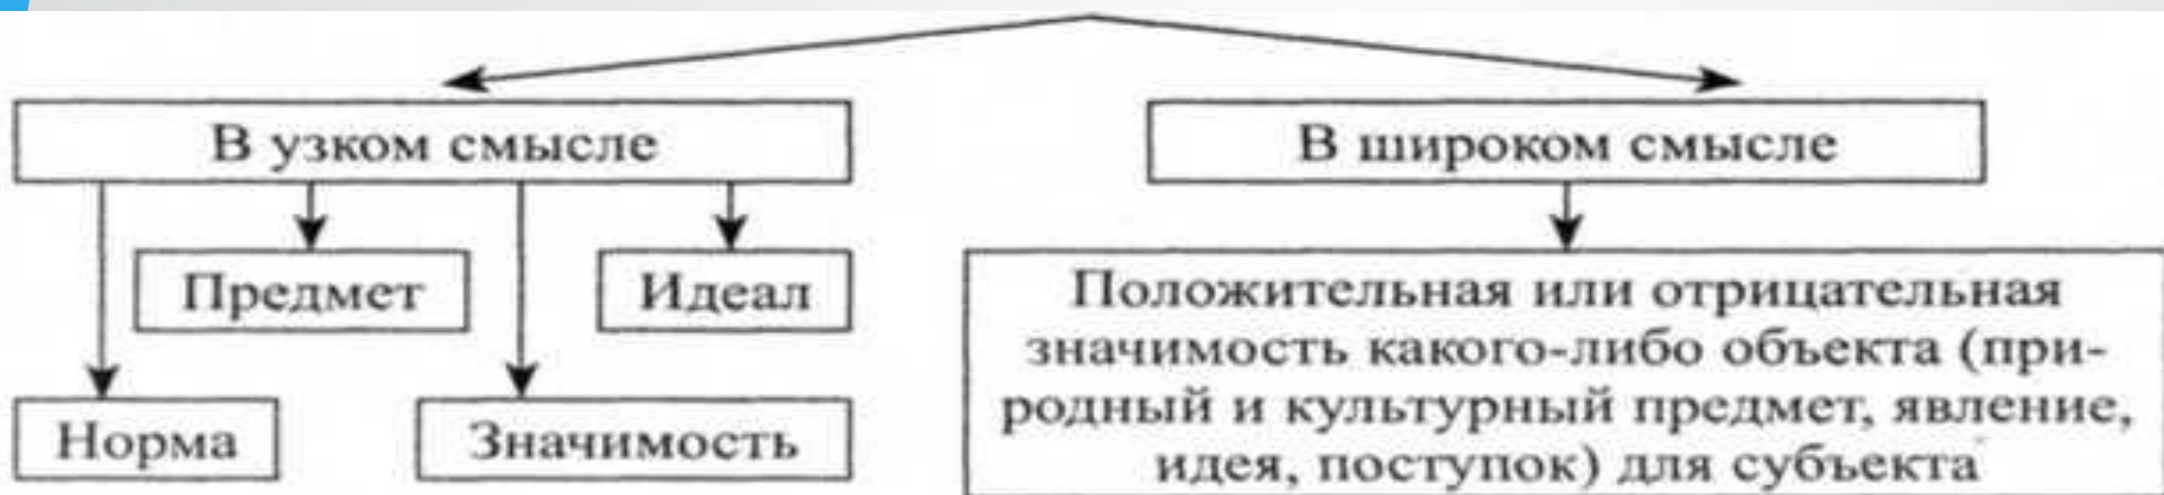 В узком смысле
В широком смысле
Предмет
Идеал
Норма
Значимость
Положительная или отрицательная
значимость какого-либо объекта (при-
родный и культурный предмет, явление,
идея, поступок) для субъекта